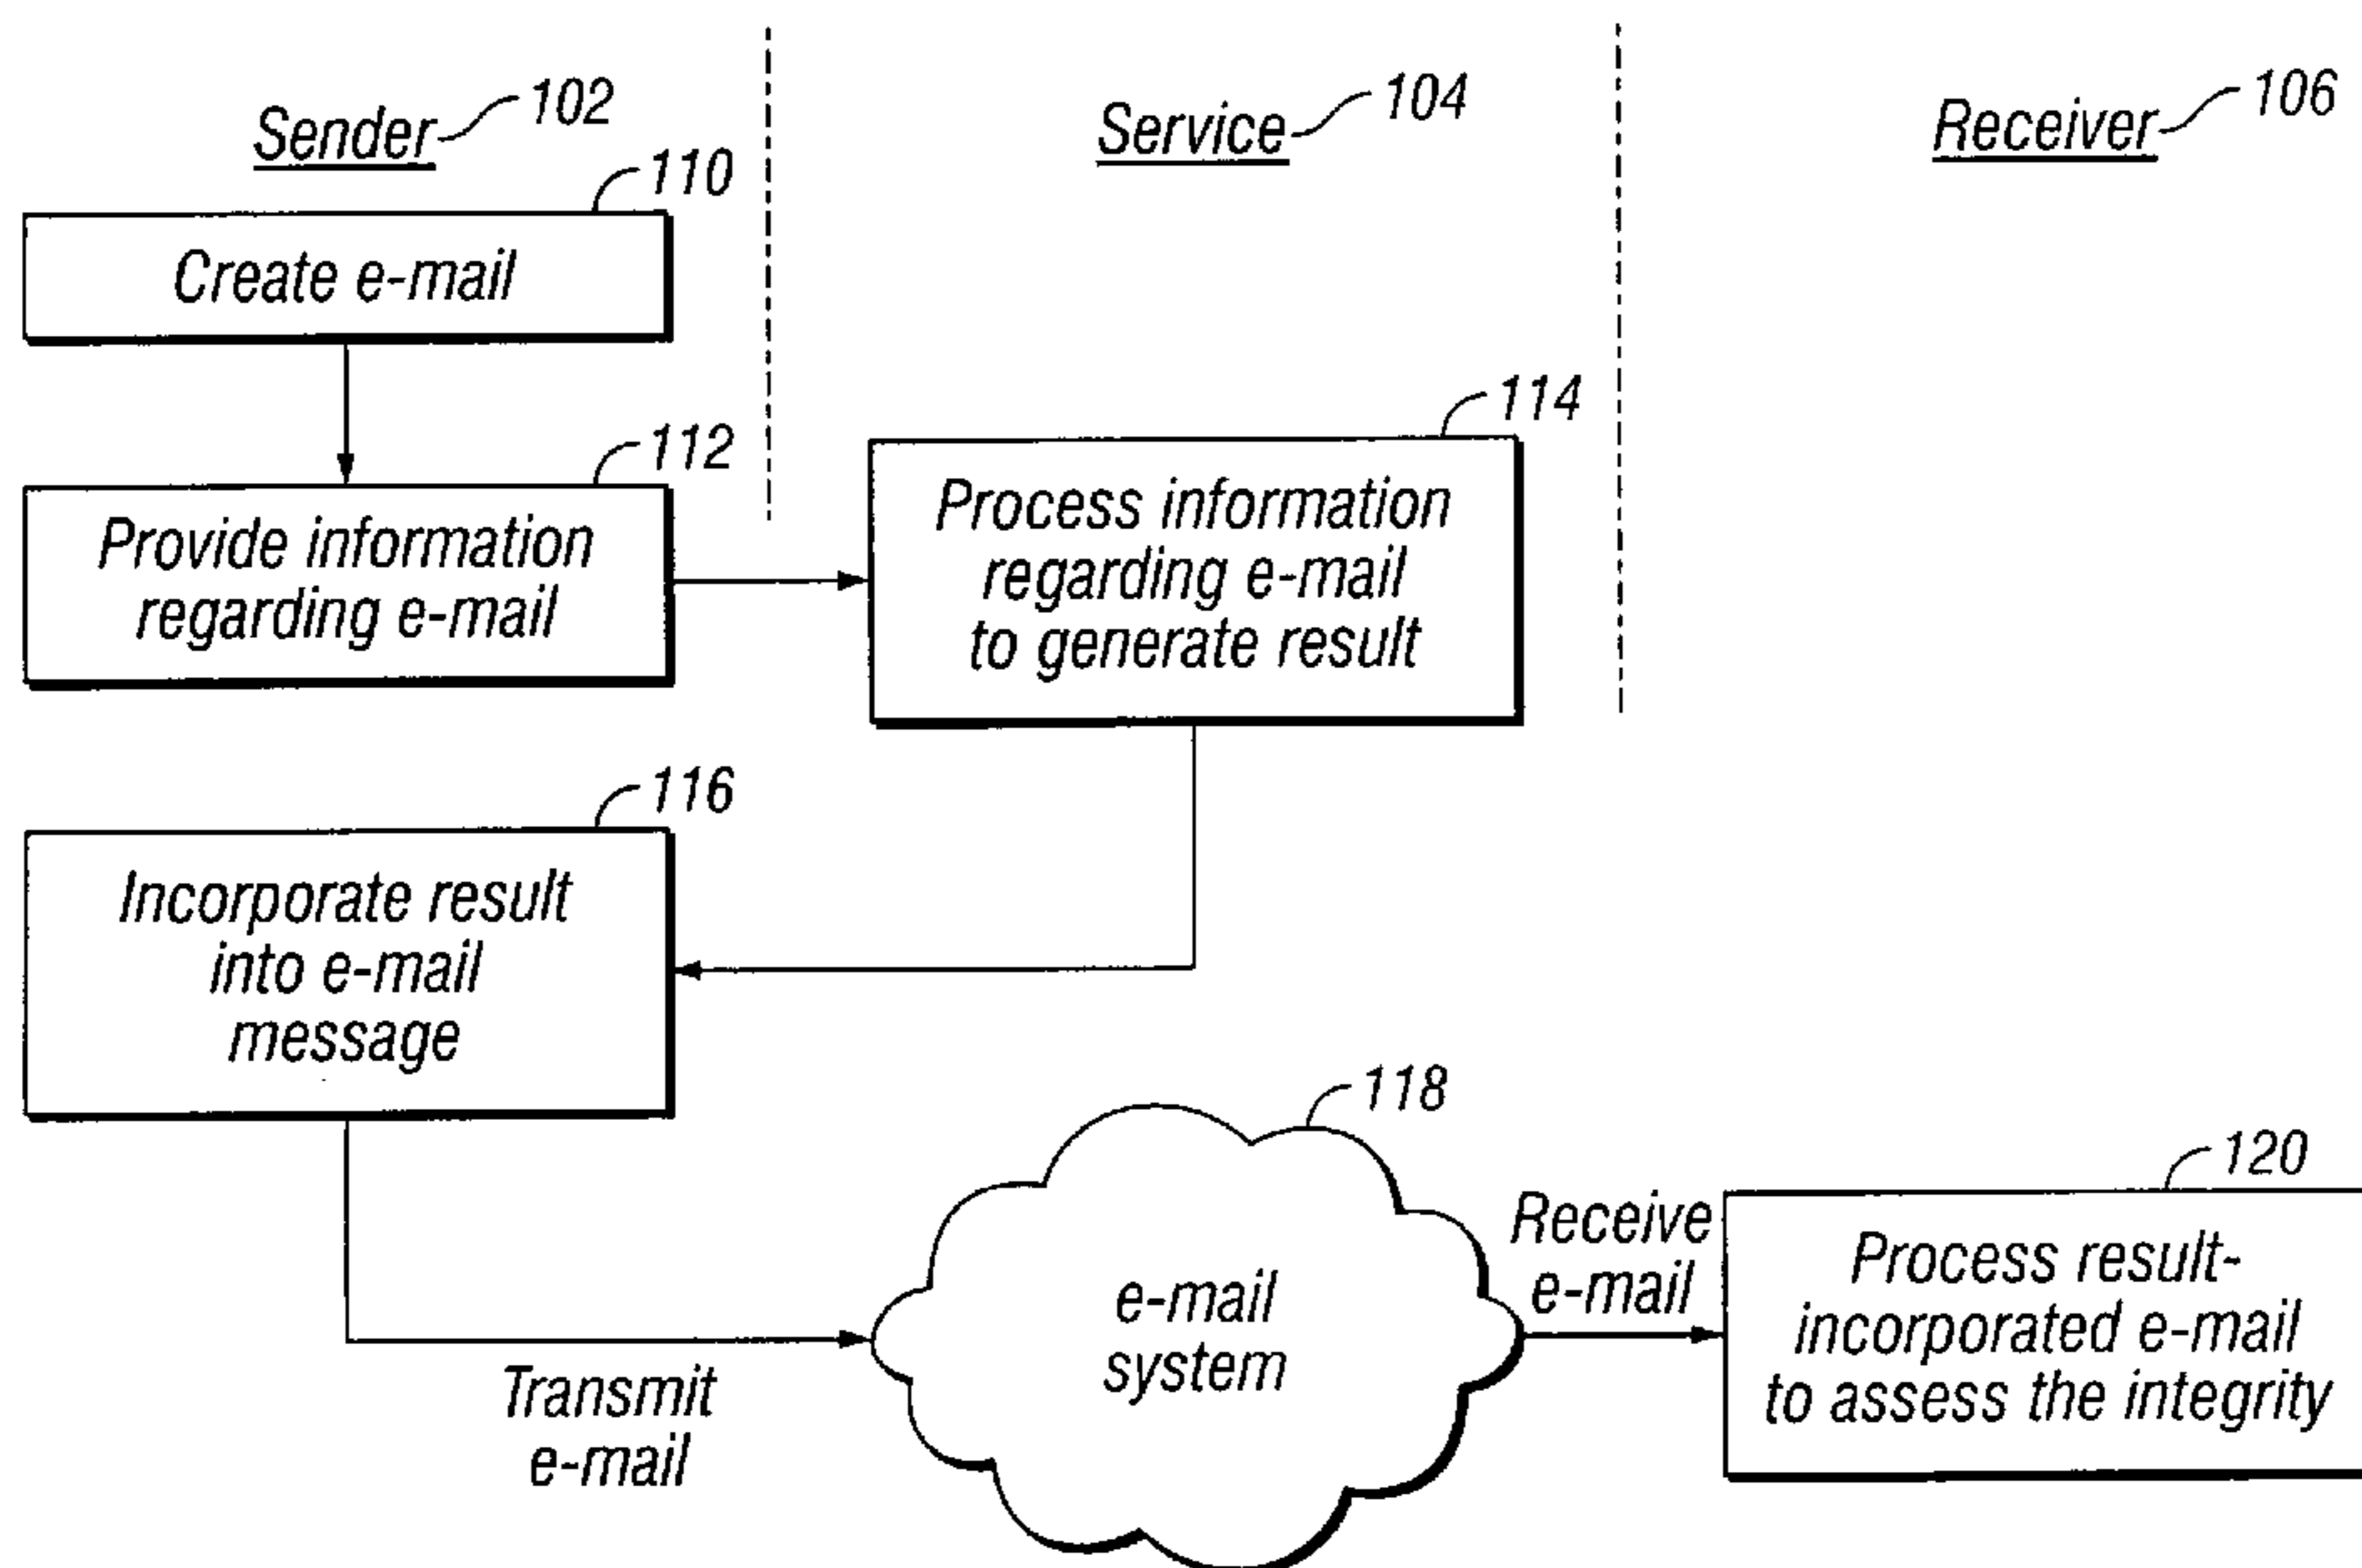 Sender 102
Service 104
Receiver 106
110
Create e-mail
112
Provide information
regarding e-mail
114
Process information
regarding e-mail
to generate result
116
Incorporate result
into e-mail
message
Transmit
e-mail
118
e-mail
system
Receive
e-mail
120
Process result-
incorporated e-mail
to assess the integrity